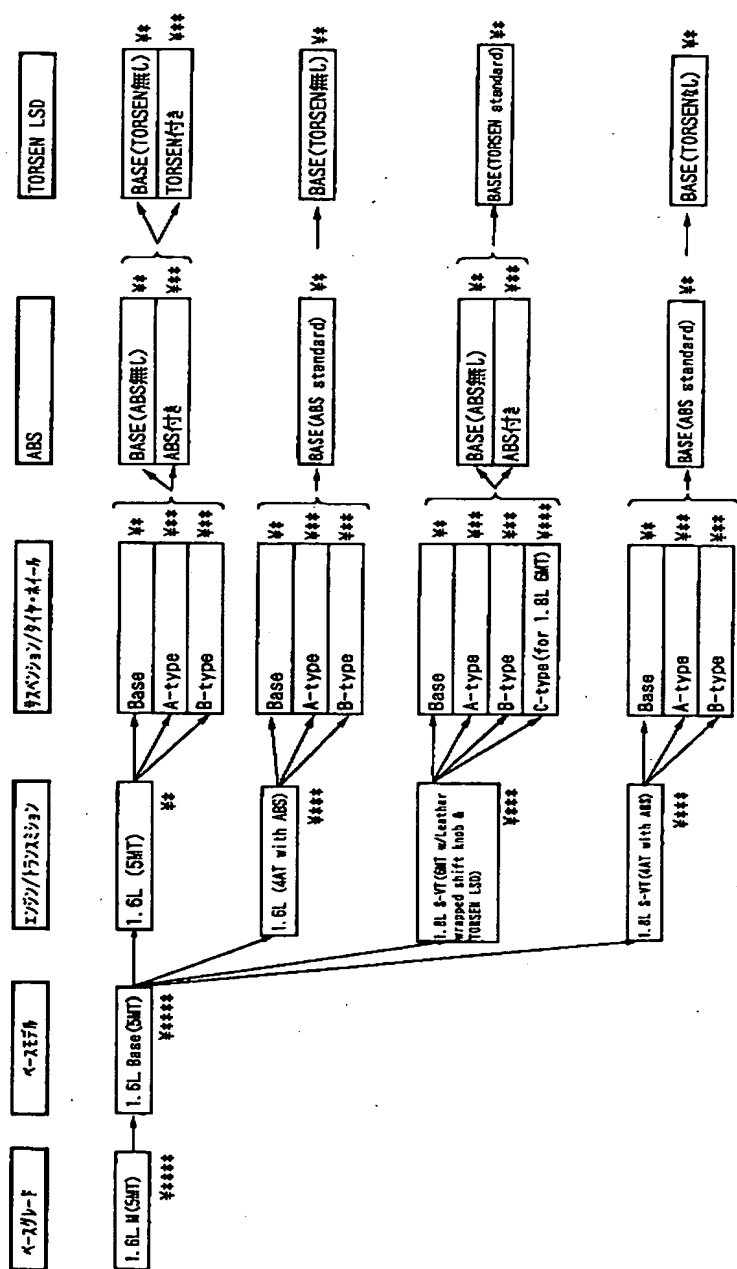 ベースグレード
ベースモデル
エンジン/トランスミション
サスペンション/タイヤ・ホイール
ABS
TORSEN LSD
1.6L M(5MT)
¥****
1.6L Base(5MT)
¥****
1.6L (5MT)
¥**
Base
¥**
A-type
¥***
B-type
¥***
BASE(ABS無し)
¥**
ABS付き
¥***
BASE(TORSEN無し)
¥**
TORSEN付き
¥***
1.6L (4AT with ABS)
¥***
Base
¥**
A-type
¥***
B-type
¥***
BASE(ABS standard)
¥**
BASE(TORSEN無し)
¥**
1.8L S-VT(6MT w/Leather
wrapped shift knob &
TORSEN LSD)
¥***
Base
¥**
A-type
¥***
B-type
¥***
C-type(for 1.8L 6MT)
¥****
BASE(ABS無し)
¥**
ABS付き
¥***
BASE(TORSEN standard)
¥**
1.8L S-VT(4AT with ABS)
¥***
Base
¥**
A-type
¥***
B-type
¥***
BASE(ABS standard)
¥**
BASE(TORSENなし)
¥**